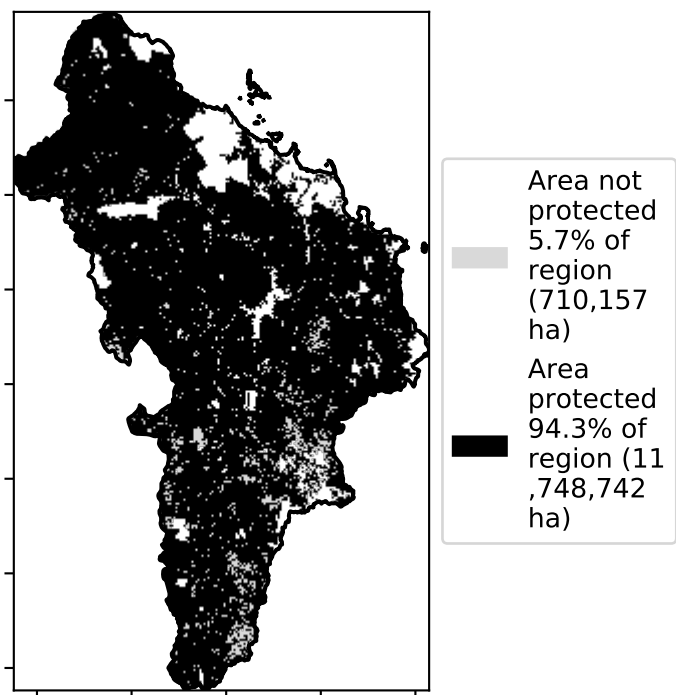 Area not
protected
5.7% of
region
(710,157
ha)
Area
protected
94.3% of
region (11
,748,742
ha)